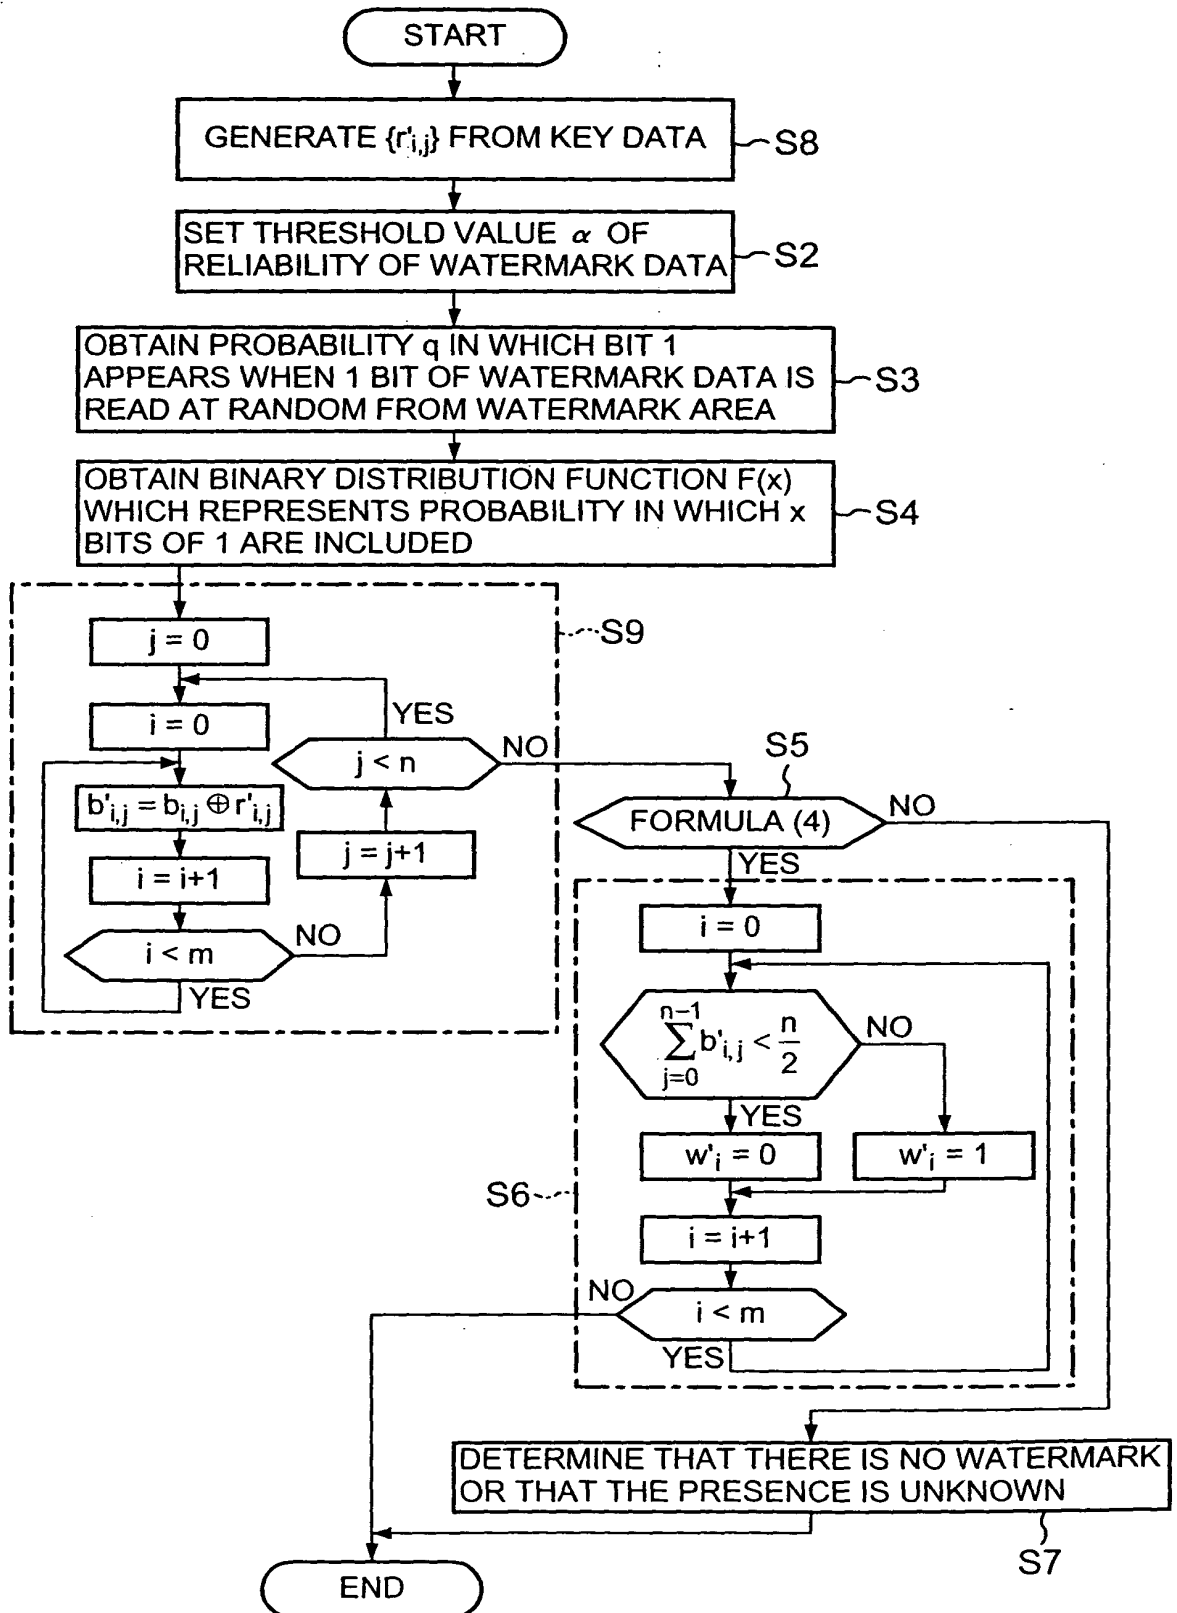 START
GENERATE {r'i,j} FROM KEY DATA
S8
SET THRESHOLD VALUE α OF
RELIABILITY OF WATERMARK DATA
S2
OBTAIN PROBABILITY q IN WHICH BIT 1
APPEARS WHEN 1 BIT OF WATERMARK DATA IS
READ AT RANDOM FROM WATERMARK AREA
S3
OBTAIN BINARY DISTRIBUTION FUNCTION F(x)
WHICH REPRESENTS PROBABILITY IN WHICH x
BITS OF 1 ARE INCLUDED
S4
j = 0
S9
i = 0
YES
j < n
NO
b'i,j = bi,j ⊕ r'i,j
j = j+1
i = i+1
i < m
NO
YES
S5
FORMULA (4)
NO
YES
i = 0
n−1
∑ b'i,j < n/2
j=0
NO
YES
w'i = 0
w'i = 1
S6
i = i+1
NO
i < m
YES
DETERMINE THAT THERE IS NO WATERMARK
OR THAT THE PRESENCE IS UNKNOWN
S7
END